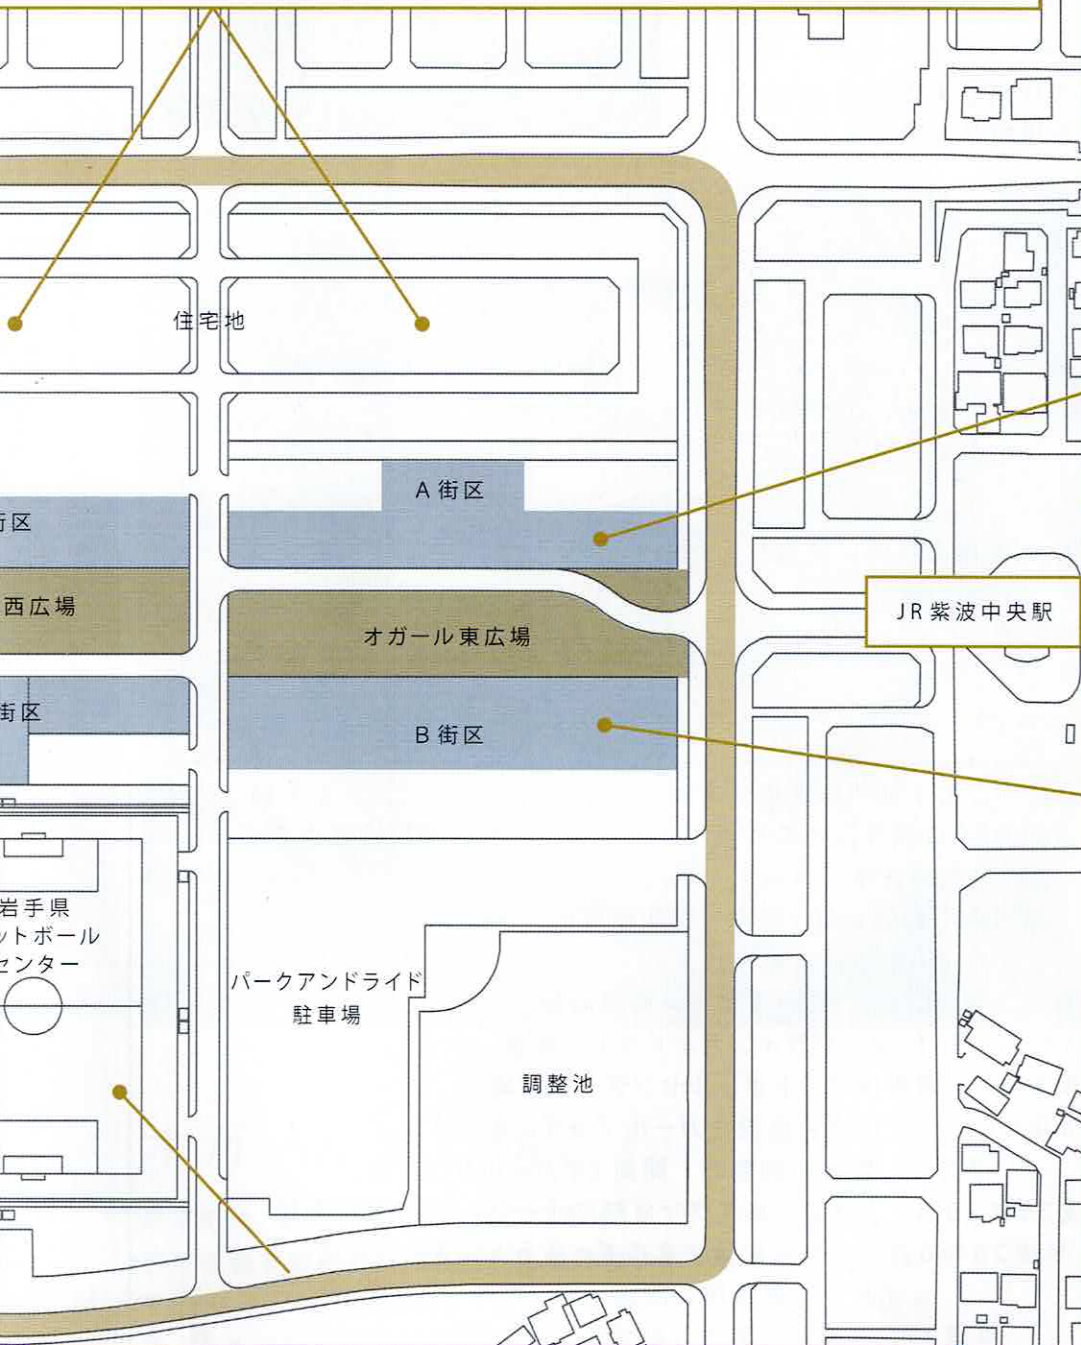 住宅地
A 街区
街区
西広場
JR 紫波中央駅
オガール東広場
街区
B 街区
岩手県
ットボール
センター
パークアンドライド
駐車場
調整池